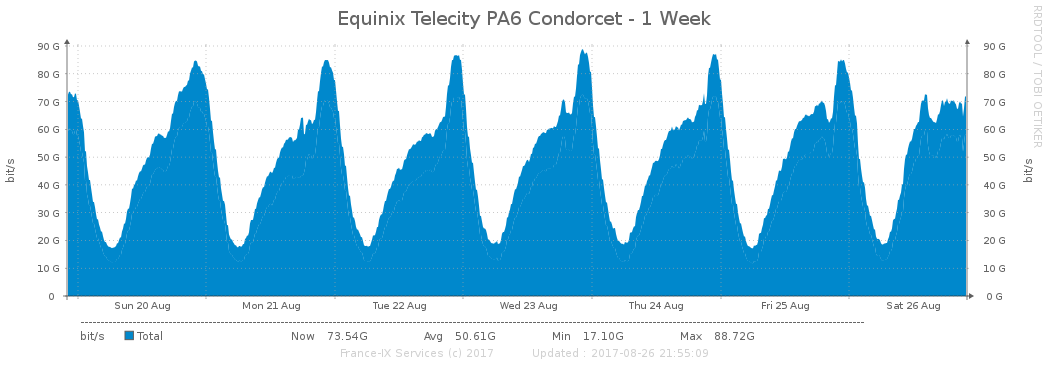 Equinix Telecity PA6 Condorcet - 1 Week
RRDTOOL / TOBI OETIKER
90 G 90 G
80 G 80 G
70 G 70 G
60 G 60 G
50 G 50 G
40 G 40 G
30 G 30 G
20 G 20 G
10 G 10 G
0 0 G
bit/s
bit/s
Sun 20 Aug Mon 21 Aug Tue 22 Aug Wed 23 Aug Thu 24 Aug Fri 25 Aug Sat 26 Aug
bit/s Total Now 73.54G Avg 50.61G Min 17.10G Max 88.72G
France-IX Services (c) 2017 Updated : 2017-08-26 21:55:09